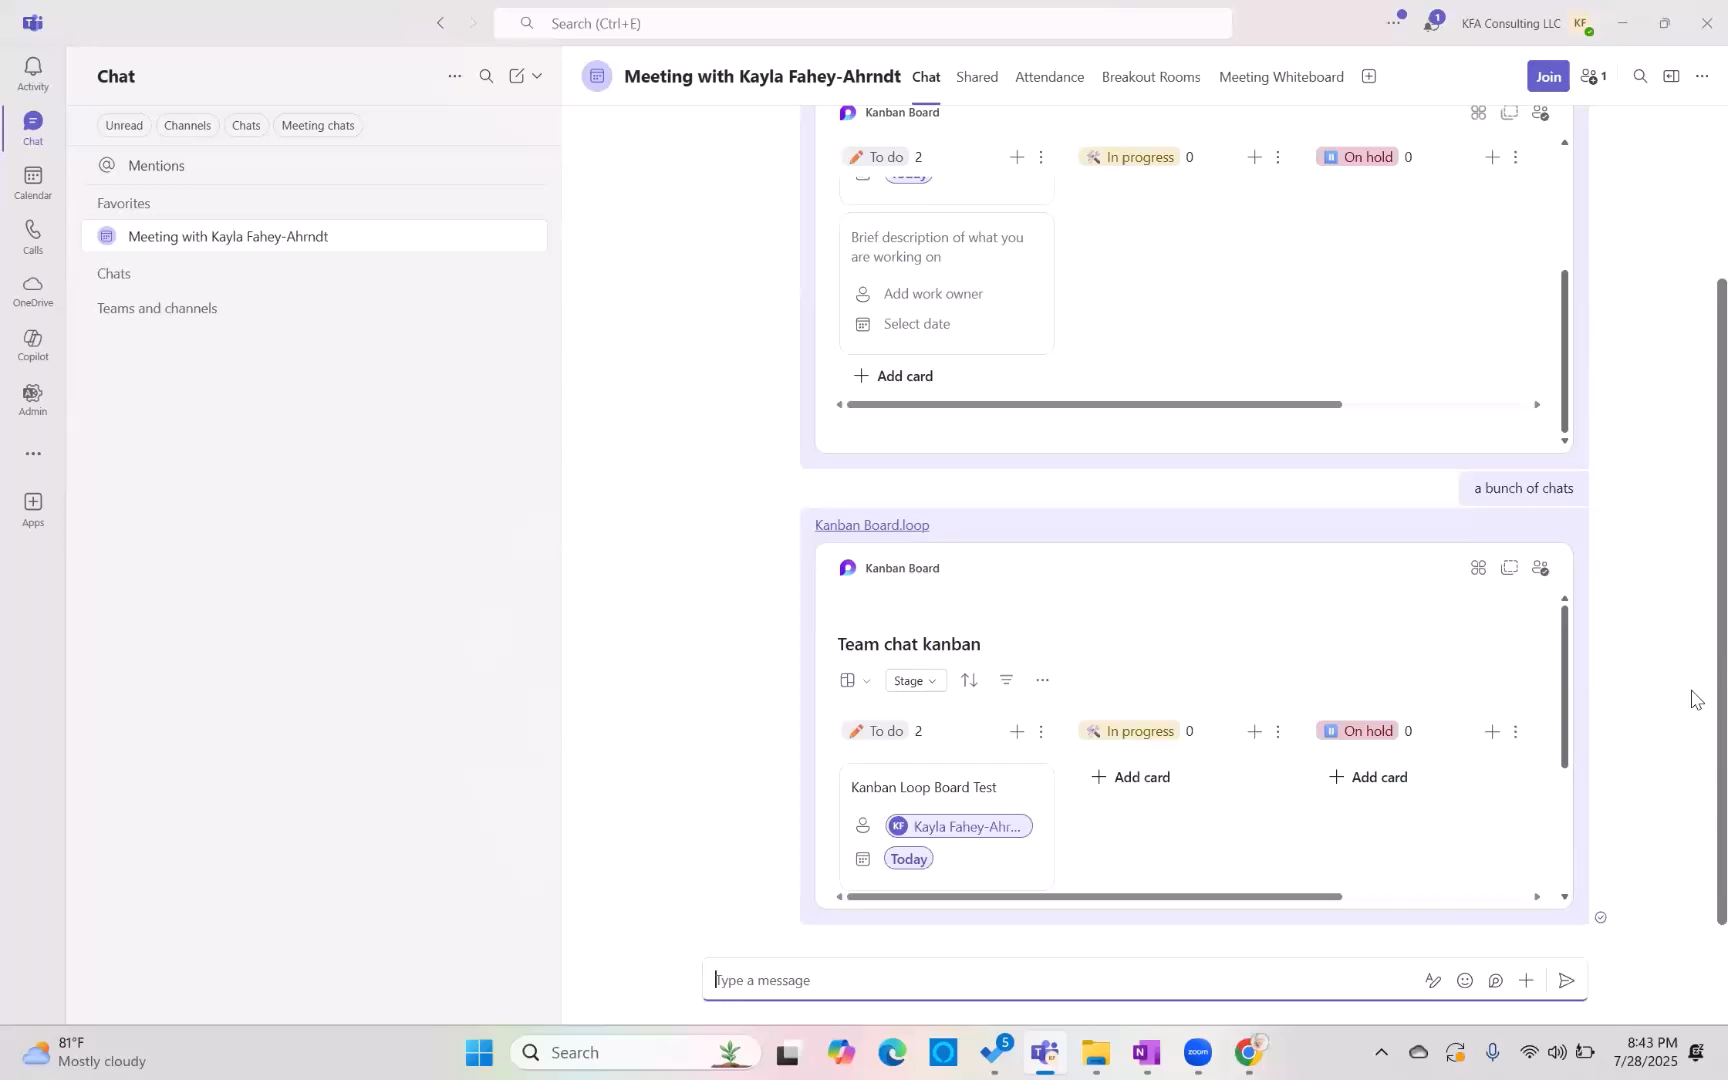 Search (Ctrl+E)
1
KFA Consulting LLC
KF
Activity
Chat
Calendar
Calls
OneDrive
Copilot
Admin
Apps
Chat
Unread
Channels
Chats
Meeting chats
Mentions
Favorites
Meeting with Kayla Fahey-Ahrndt
Chats
Teams and channels
Meeting with Kayla Fahey-Ahrndt
Chat
Shared
Attendance
Breakout Rooms
Meeting Whiteboard
Join
1
Kanban Board
To do 2
In progress 0
On hold 0
Today
Brief description of what you
are working on
Add work owner
Select date
Add card
a bunch of chats
Kanban Board.loop
Kanban Board
Team chat kanban
Stage
To do 2
In progress 0
On hold 0
Kanban Loop Board Test
Add card
Add card
KF Kayla Fahey-Ahr...
Today
Type a message
81°F
Mostly cloudy
Search
5
KF
N
zoom
8:43 PM
7/28/2025